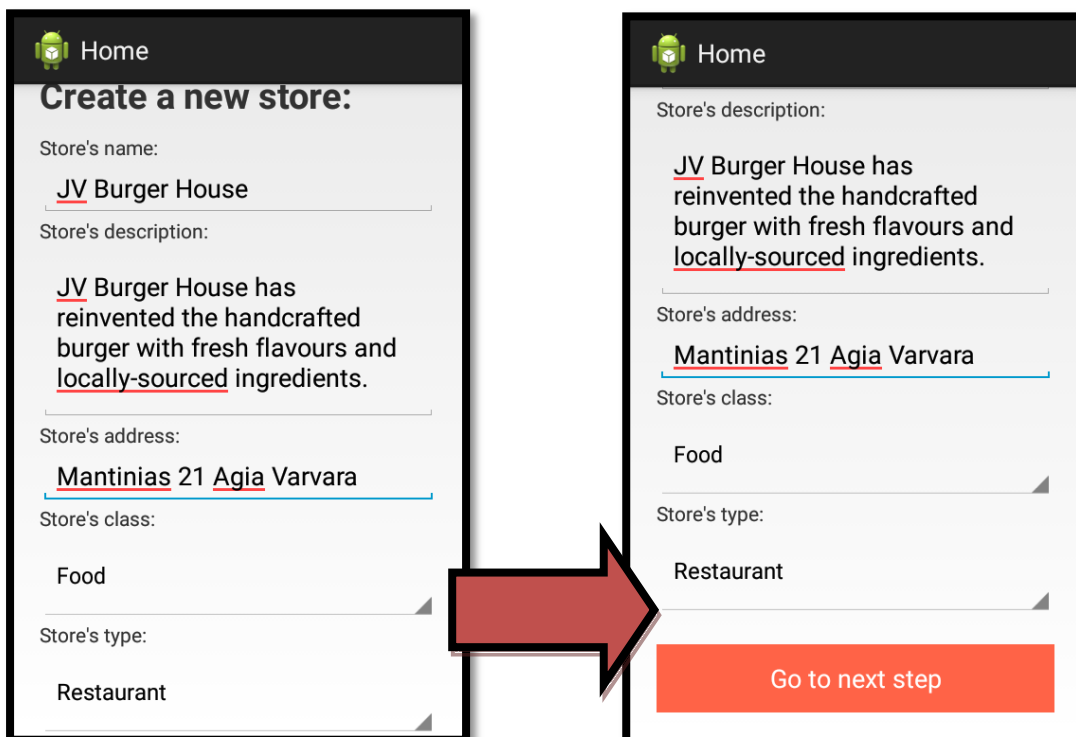 Home
Create a new store:
Store's name:
JV Burger House
Store's description:
JV Burger House has
reinvented the handcrafted
burger with fresh flavours and
locally-sourced ingredients.
Store's address:
Mantinias 21 Agia Varvara
Store's class:
Food
Store's type:
Restaurant
Home
Store's description:
JV Burger House has
reinvented the handcrafted
burger with fresh flavours and
locally-sourced ingredients.
Store's address:
Mantinias 21 Agia Varvara
Store's class:
Food
Store's type:
Restaurant
Go to next step